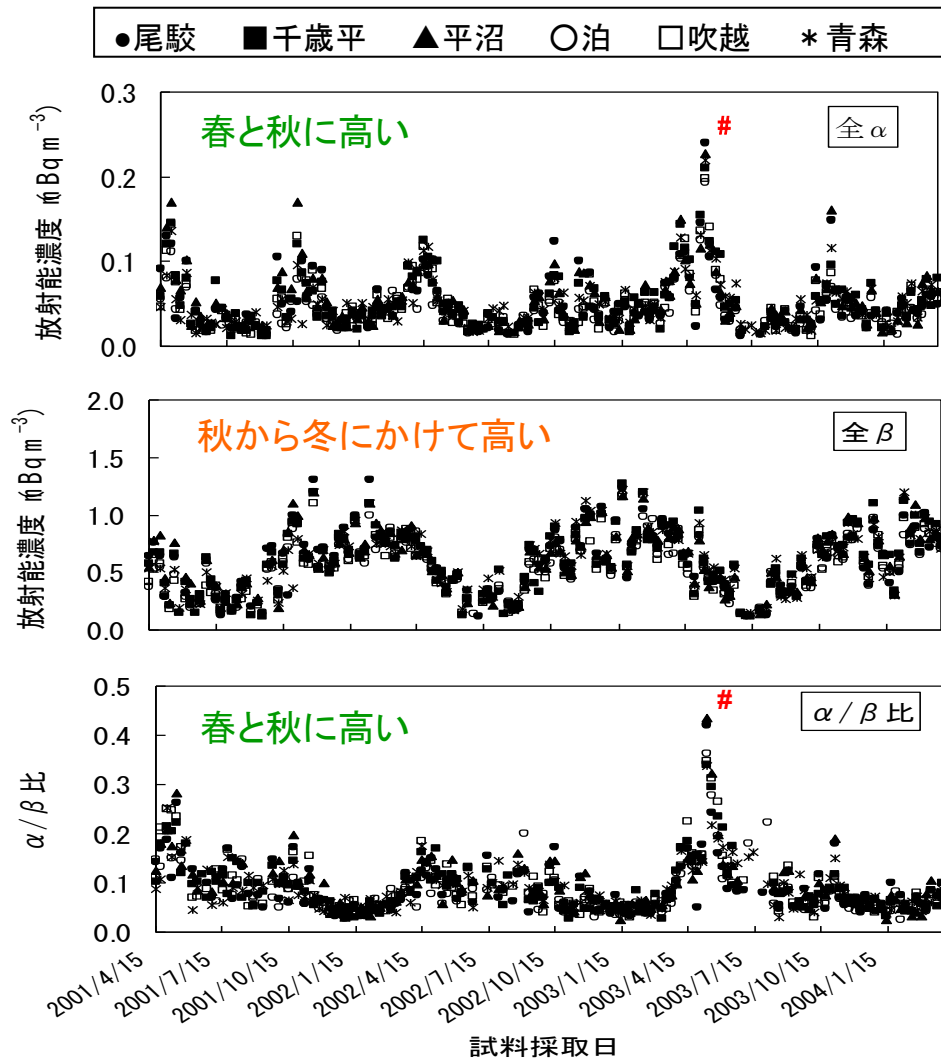 ●尾駮 ■千歳平 ▲平沼 ○泊 □吹越 *青森
0.3
0.2
0.1
0.0
放射能濃度 (mBqm⁻³)
春と秋に高い
#
全α
2.0
1.5
1.0
0.5
0.0
放射能濃度 (mBqm⁻³)
秋から冬にかけて高い
全β
0.5
0.4
0.3
0.2
0.1
0.0
α/β比
春と秋に高い
#
α/β比
2001/4/15
2001/7/15
2001/10/15
2002/1/15
2002/4/15
2002/7/15
2002/10/15
2003/1/15
2003/4/15
2003/7/15
2003/10/15
2004/1/15
試料採取日